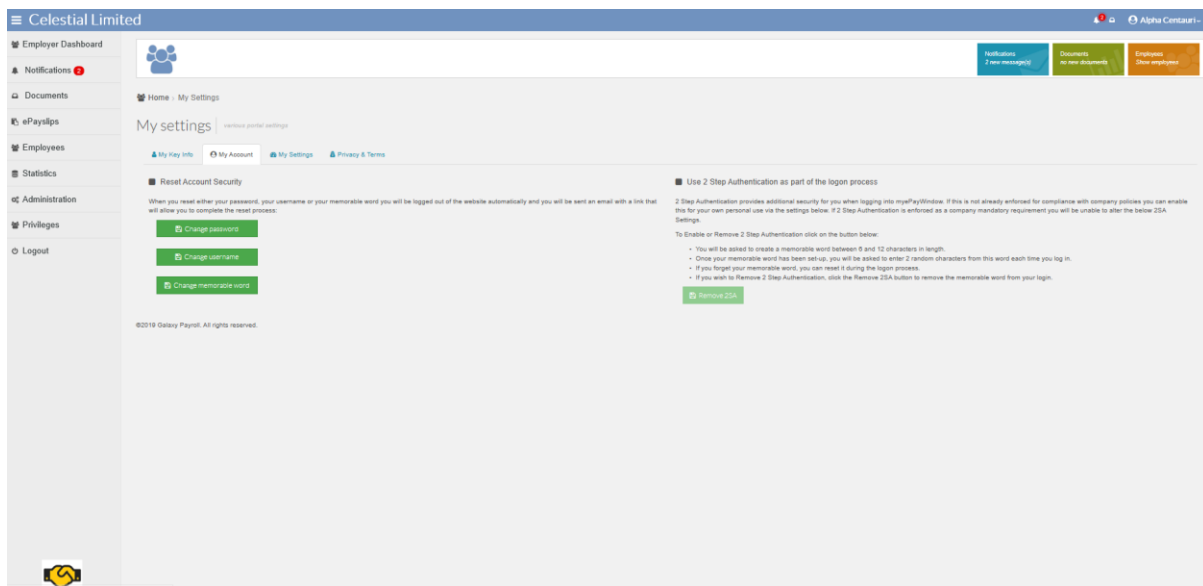 Celestial Limited
2
Alpha Centauri
Employer Dashboard
Notifications 2
Documents
ePayslips
Employees
Statistics
Administration
Privileges
Logout
Notifications
2 new message(s)
Documents
no new documents
Employees
Show employees
Home > My Settings
My settings various portal settings
My Key Info
My Account
My Settings
Privacy & Terms
Reset Account Security
When you reset either your password, your username or your memorable word you will be logged out of the website automatically and you will be sent an email with a link that
will allow you to complete the reset process:
Change password
Change username
Change memorable word
Use 2 Step Authentication as part of the logon process
2 Step Authentication provides additional security for you when logging into myePayWindow. If this is not already enforced for compliance with company policies you can enable
this for your own personal use via the settings below. If 2 Step Authentication is enforced as a company mandatory requirement you will be unable to alter the below 2SA
Settings.
To Enable or Remove 2 Step Authentication click on the button below:
• You will be asked to create a memorable word between 6 and 12 characters in length.
• Once your memorable word has been set-up, you will be asked to enter 2 random characters from this word each time you log in.
• If you forget your memorable word, you can reset it during the logon process.
• If you wish to Remove 2 Step Authentication, click the Remove 2SA button to remove the memorable word from your login.
Remove 2SA
©2019 Galaxy Payroll. All rights reserved.